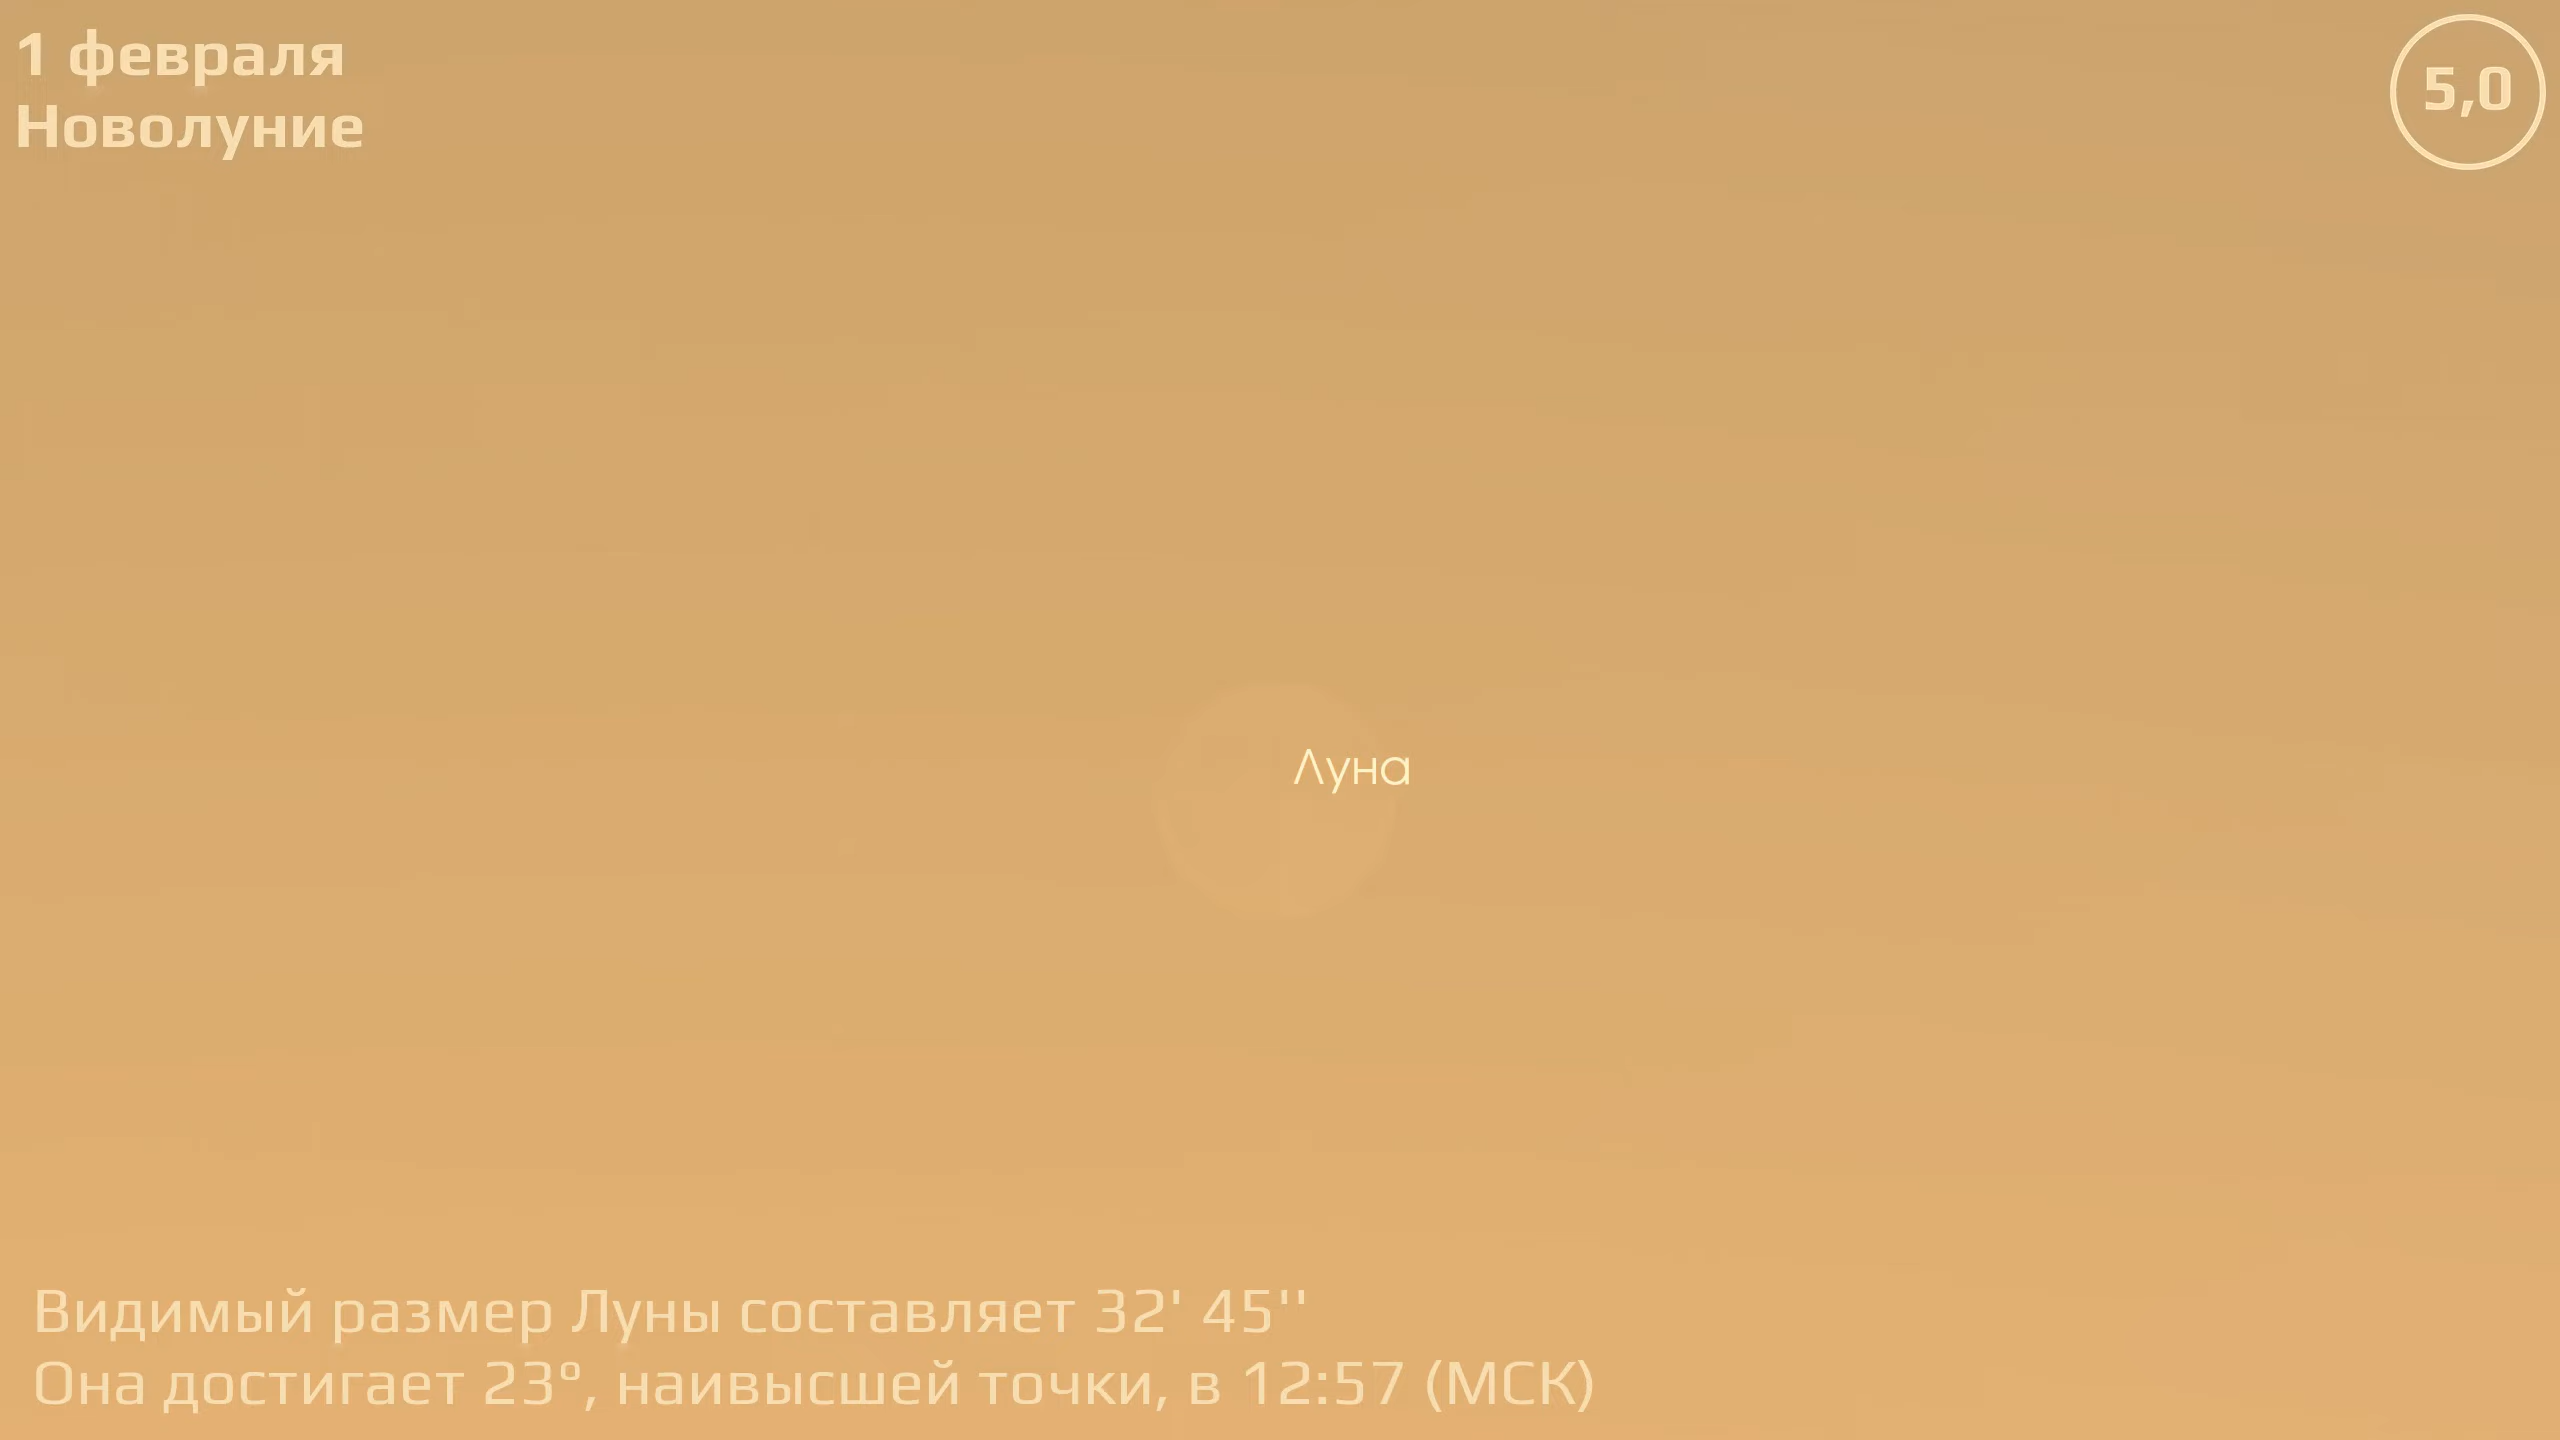 1 февраля
Новолуние
5,0
Луна
Видимый размер Луны составляет 32' 45''
Она достигает 23º, наивысшей точки, в 12:57 (МСК)